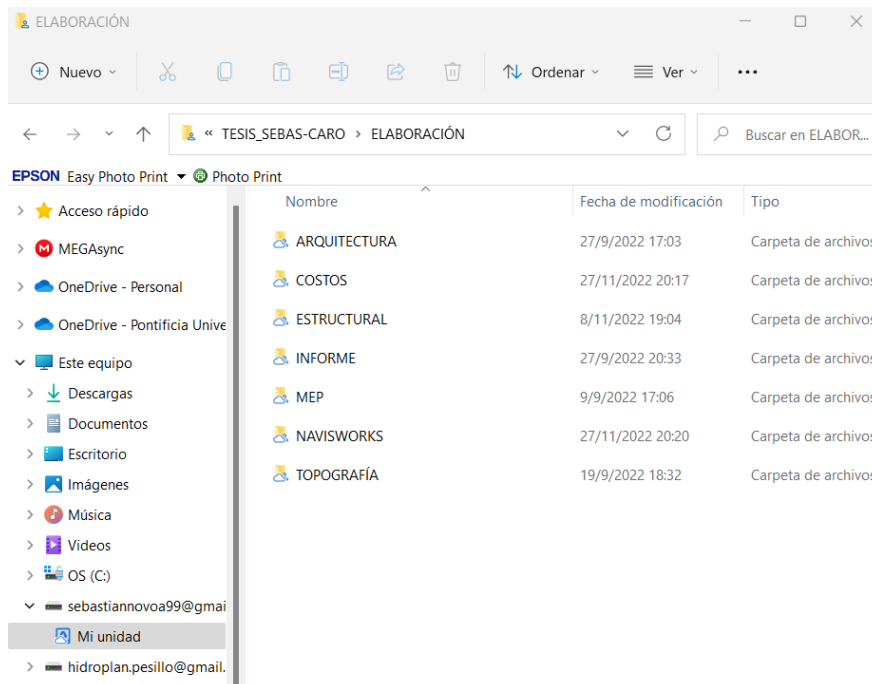 ELABORACIÓN
Nuevo
Ordenar
Ver
« TESIS_SEBAS-CARO > ELABORACIÓN
Buscar en ELABOR...
EPSON Easy Photo Print Photo Print
Nombre Fecha de modificación Tipo
ARQUITECTURA 27/9/2022 17:03 Carpeta de archivos
COSTOS 27/11/2022 20:17 Carpeta de archivos
ESTRUCTURAL 8/11/2022 19:04 Carpeta de archivos
INFORME 27/9/2022 20:33 Carpeta de archivos
MEP 9/9/2022 17:06 Carpeta de archivos
NAVISWORKS 27/11/2022 20:20 Carpeta de archivos
TOPOGRAFÍA 19/9/2022 18:32 Carpeta de archivos
Acceso rápido
MEGAsync
OneDrive - Personal
OneDrive - Pontificia Unive
Este equipo
Descargas
Documentos
Escritorio
Imágenes
Música
Videos
OS (C:)
sebastiannovoa99@gmai
Mi unidad
hidroplan.pesillo@gmail.